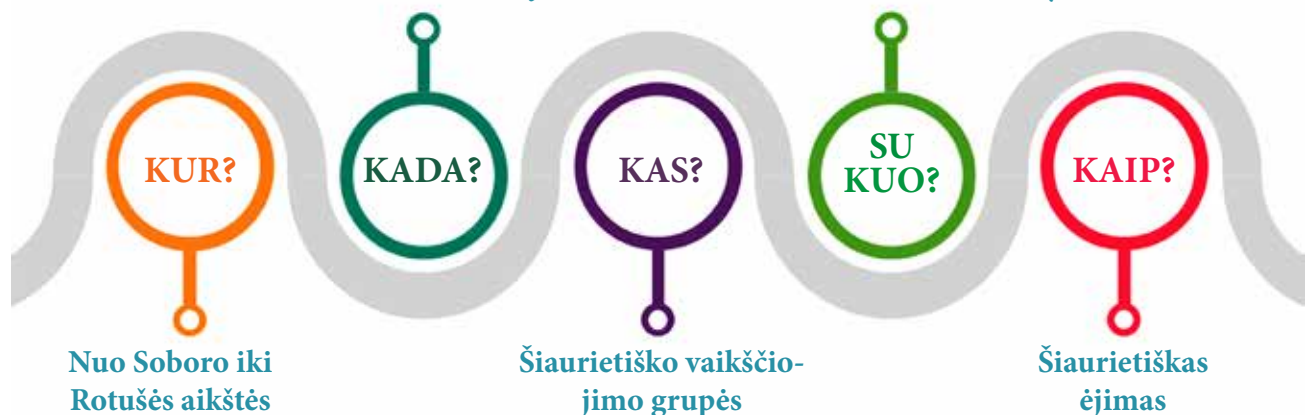 KUR?
KADA?
KAS?
SU
KUO?
KAIP?
Nuo Soboro iki
Rotušės aikštės
Šiaurietiško vaikščio-
jimo grupės
Šiaurietiškas
ėjimas